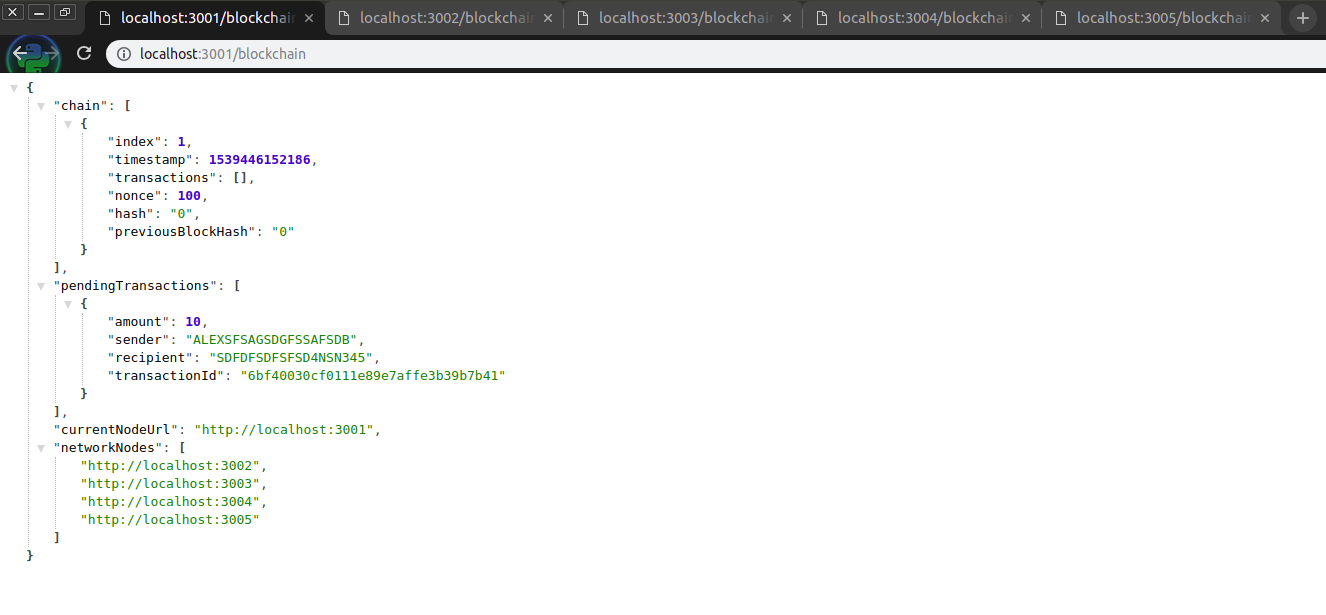 localhost:3001/blockchain
localhost:3002/blockchai
localhost:3003/blockchai
localhost:3004/blockchai
localhost:3005/blockchai
localhost:3001/blockchain
{
"chain": [
{
"index": 1,
"timestamp": 1539446152186,
"transactions": [],
"nonce": 100,
"hash": "0",
"previousBlockHash": "0"
}
],
"pendingTransactions": [
{
"amount": 10,
"sender": "ALEXSFSAGSDGFSSAFSDB",
"recipient": "SDFDFSDFSFSD4NSN345",
"transactionId": "6bf40030cf0111e89e7affe3b39b7b41"
}
],
"currentNodeUrl": "http://localhost:3001",
"networkNodes": [
"http://localhost:3002",
"http://localhost:3003",
"http://localhost:3004",
"http://localhost:3005"
]
}